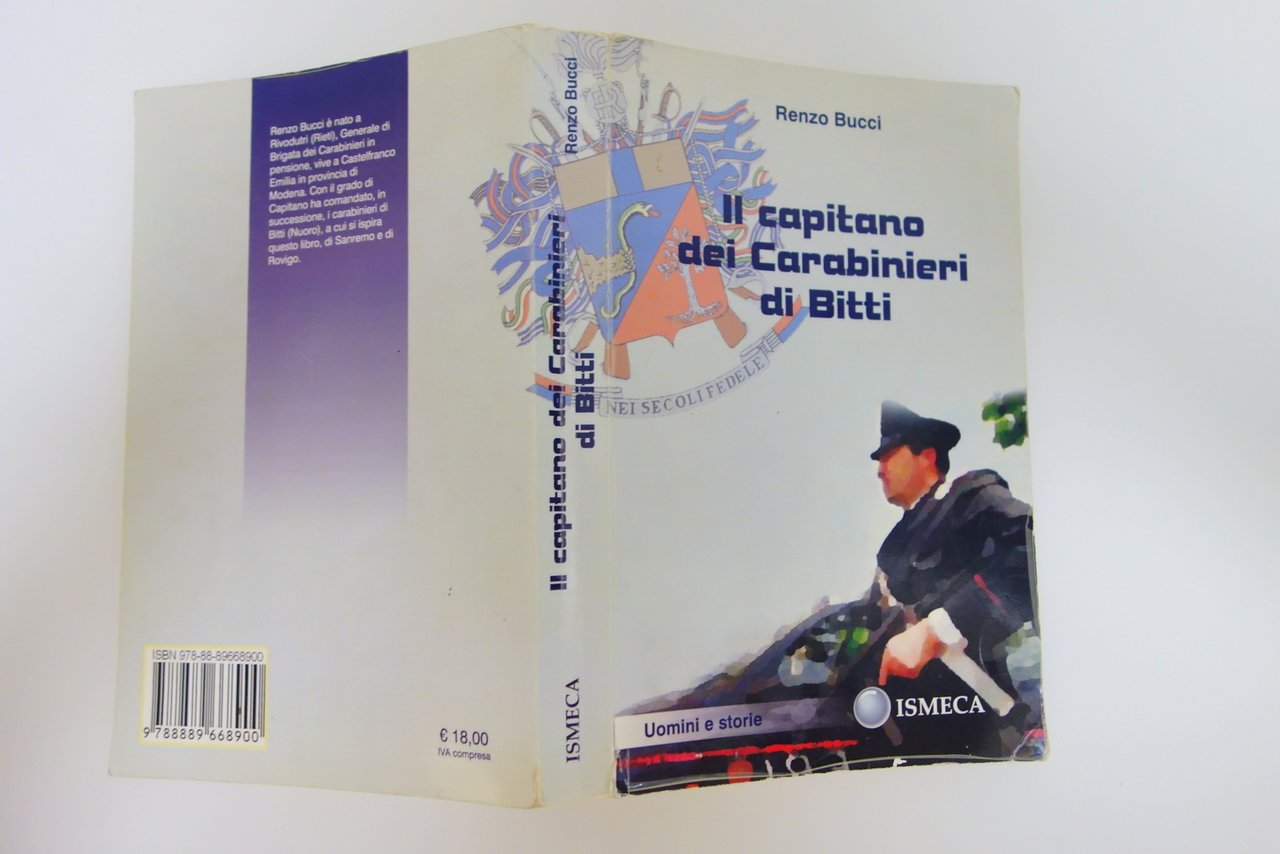 Renzo Bucci è nato a
Rivodutri (Rieti), Generale di
Brigata dei Carabinieri in
pensione, vive a Castelfranco
Emilia in provincia di
Modena. Con il grado di
Capitano ha comandato, in
successione, i carabinieri di
Bitti (Nuoro), a cui si ispira
questo libro, di Sanremo e di
Rovigo.
ISBN 978-88-89668900
9 788889 668900
€ 18,00
IVA compresa
Renzo Bucci
Il capitano dei Carabinieri
di Bitti
ISMECA
Renzo Bucci
Il capitano
dei Carabinieri
di Bitti
NEI SECOLI FEDELE
Uomini e storie
ISMECA